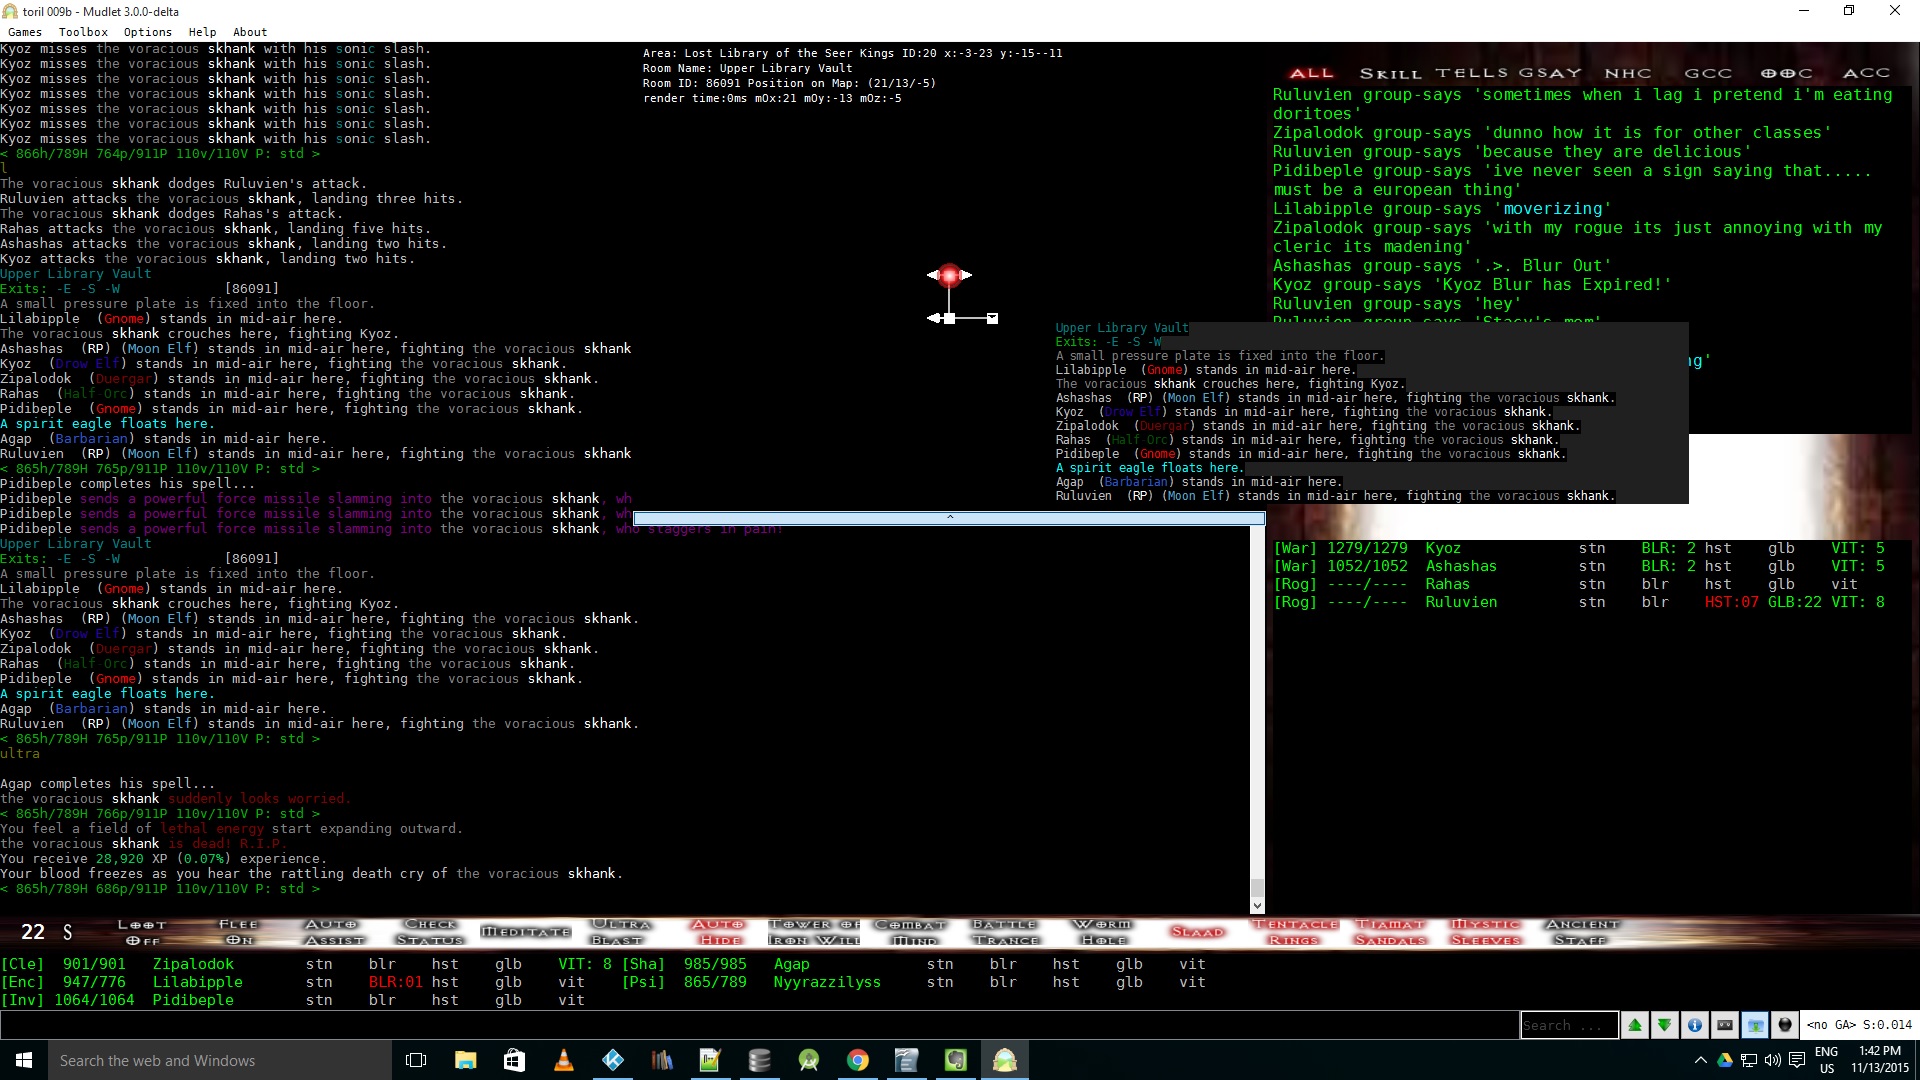 toril 009b - Mudlet 3.0.0-delta
Games Toolbox Options Help About
Kyoz misses the voracious skhank with his sonic slash.
Kyoz misses the voracious skhank with his sonic slash.
Kyoz misses the voracious skhank with his sonic slash.
Kyoz misses the voracious skhank with his sonic slash.
Kyoz misses the voracious skhank with his sonic slash.
Kyoz misses the voracious skhank with his sonic slash.
Kyoz misses the voracious skhank with his sonic slash.
< 866h/789H 764p/911P 110v/110V P: std >
l
The voracious skhank dodges Ruluvien's attack.
Ruluvien attacks the voracious skhank, landing three hits.
The voracious skhank dodges Rahas's attack.
Rahas attacks the voracious skhank, landing five hits.
Ashashas attacks the voracious skhank, landing two hits.
Kyoz attacks the voracious skhank, landing two hits.
Upper Library Vault
Exits: -E -S -W [86091]
A small pressure plate is fixed into the floor.
Lilabipple (Gnome) stands in mid-air here.
The voracious skhank crouches here, fighting Kyoz.
Ashashas (RP) (Moon Elf) stands in mid-air here, fighting the voracious skhank
Kyoz (Drow Elf) stands in mid-air here, fighting the voracious skhank.
Zipalodok (Duergar) stands in mid-air here, fighting the voracious skhank.
Rahas (Half-Orc) stands in mid-air here, fighting the voracious skhank.
Pidibeple (Gnome) stands in mid-air here, fighting the voracious skhank.
A spirit eagle floats here.
Agap (Barbarian) stands in mid-air here.
Ruluvien (RP) (Moon Elf) stands in mid-air here, fighting the voracious skhank
< 865h/789H 765p/911P 110v/110V P: std >
Pidibeple completes his spell...
Pidibeple sends a powerful force missile slamming into the voracious skhank, wh
Pidibeple sends a powerful force missile slamming into the voracious skhank, wh
Pidibeple sends a powerful force missile slamming into the voracious skhank, who staggers in pain!
Upper Library Vault
Exits: -E -S -W [86091]
A small pressure plate is fixed into the floor.
Lilabipple (Gnome) stands in mid-air here.
The voracious skhank crouches here, fighting Kyoz.
Ashashas (RP) (Moon Elf) stands in mid-air here, fighting the voracious skhank.
Kyoz (Drow Elf) stands in mid-air here, fighting the voracious skhank.
Zipalodok (Duergar) stands in mid-air here, fighting the voracious skhank.
Rahas (Half-Orc) stands in mid-air here, fighting the voracious skhank.
Pidibeple (Gnome) stands in mid-air here, fighting the voracious skhank.
A spirit eagle floats here.
Agap (Barbarian) stands in mid-air here.
Ruluvien (RP) (Moon Elf) stands in mid-air here, fighting the voracious skhank.
< 865h/789H 765p/911P 110v/110V P: std >
ultra
Agap completes his spell...
the voracious skhank suddenly looks worried.
< 865h/789H 766p/911P 110v/110V P: std >
You feel a field of lethal energy start expanding outward.
the voracious skhank is dead! R.I.P.
You receive 28,920 XP (0.07%) experience.
Your blood freezes as you hear the rattling death cry of the voracious skhank.
< 865h/789H 686p/911P 110v/110V P: std >
Area: Lost Library of the Seer Kings ID:20 x:-3-23 y:-15--11
Room Name: Upper Library Vault
Room ID: 86091 Position on Map: (21/13/-5)
render time:0ms mOx:21 mOy:-13 mOz:-5
ALL SKILL TELLS GSAY NHC GCC OOC ACC
Ruluvien group-says 'sometimes when i lag i pretend i'm eating
doritoes'
Zipalodok group-says 'dunno how it is for other classes'
Ruluvien group-says 'because they are delicious'
Pidibeple group-says 'ive never seen a sign saying that.....
must be a european thing'
Lilabipple group-says 'moverizing'
Zipalodok group-says 'with my rogue its just annoying with my
cleric its madening'
Ashashas group-says '.>. Blur Out'
Kyoz group-says 'Kyoz Blur has Expired!'
Ruluvien group-says 'hey'
Ruluvien group-says 'Stacy's mom'
ng'
Upper Library Vault
Exits: -E -S -W
A small pressure plate is fixed into the floor.
Lilabipple (Gnome) stands in mid-air here.
The voracious skhank crouches here, fighting Kyoz.
Ashashas (RP) (Moon Elf) stands in mid-air here, fighting the voracious skhank.
Kyoz (Drow Elf) stands in mid-air here, fighting the voracious skhank.
Zipalodok (Duergar) stands in mid-air here, fighting the voracious skhank.
Rahas (Half-Orc) stands in mid-air here, fighting the voracious skhank.
Pidibeple (Gnome) stands in mid-air here, fighting the voracious skhank.
A spirit eagle floats here.
Agap (Barbarian) stands in mid-air here.
Ruluvien (RP) (Moon Elf) stands in mid-air here, fighting the voracious skhank.
[War] 1279/1279 Kyoz stn BLR: 2 hst glb VIT: 5
[War] 1052/1052 Ashashas stn BLR: 2 hst glb VIT: 5
[Rog] ----/---- Rahas stn blr hst glb vit
[Rog] ----/---- Ruluvien stn blr HST:07 GLB:22 VIT: 8
22 S Loot Off Flee On Auto Assist Check Status Meditate Ultra Blast Auto Hide Tower of Iron Will Combat Mind Battle Trance Worm Hole Slaad Tentacle Rings Tiamat Sandals Mystic Sleeves Ancient Staff
[Cle] 901/901 Zipalodok stn blr hst glb VIT: 8 [Sha] 985/985 Agap stn blr hst glb vit
[Enc] 947/776 Lilabipple stn BLR:01 hst glb vit [Psi] 865/789 Nyyrazzilyss stn blr hst glb vit
[Inv] 1064/1064 Pidibeple stn blr hst glb vit
Search ...
<no GA> S:0.014
Search the web and Windows
ENG
US
1:42 PM
11/13/2015